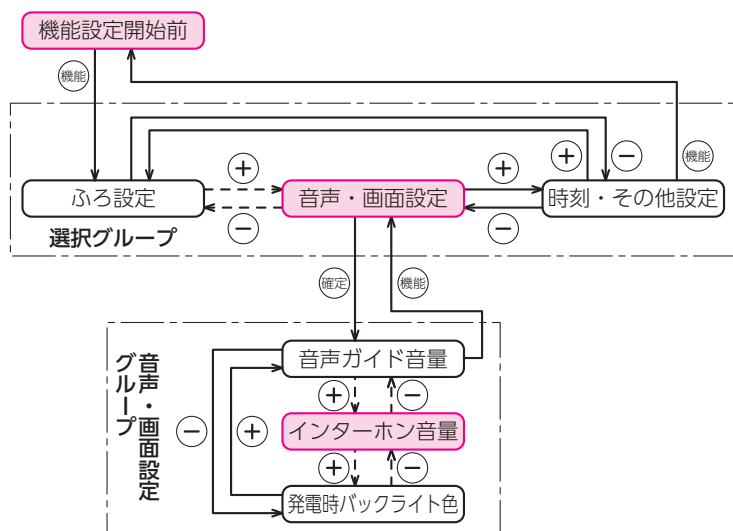 機能設定開始前
機能
+
-
+
+
-
機能
ふろ設定
音声・画面設定
時刻・その他設定
-
-
選択グループ
確定
機能
音声・画面設定
グループ
音声ガイド音量
+
-
-
+
インターホン音量
+
-
発電時バックライト色